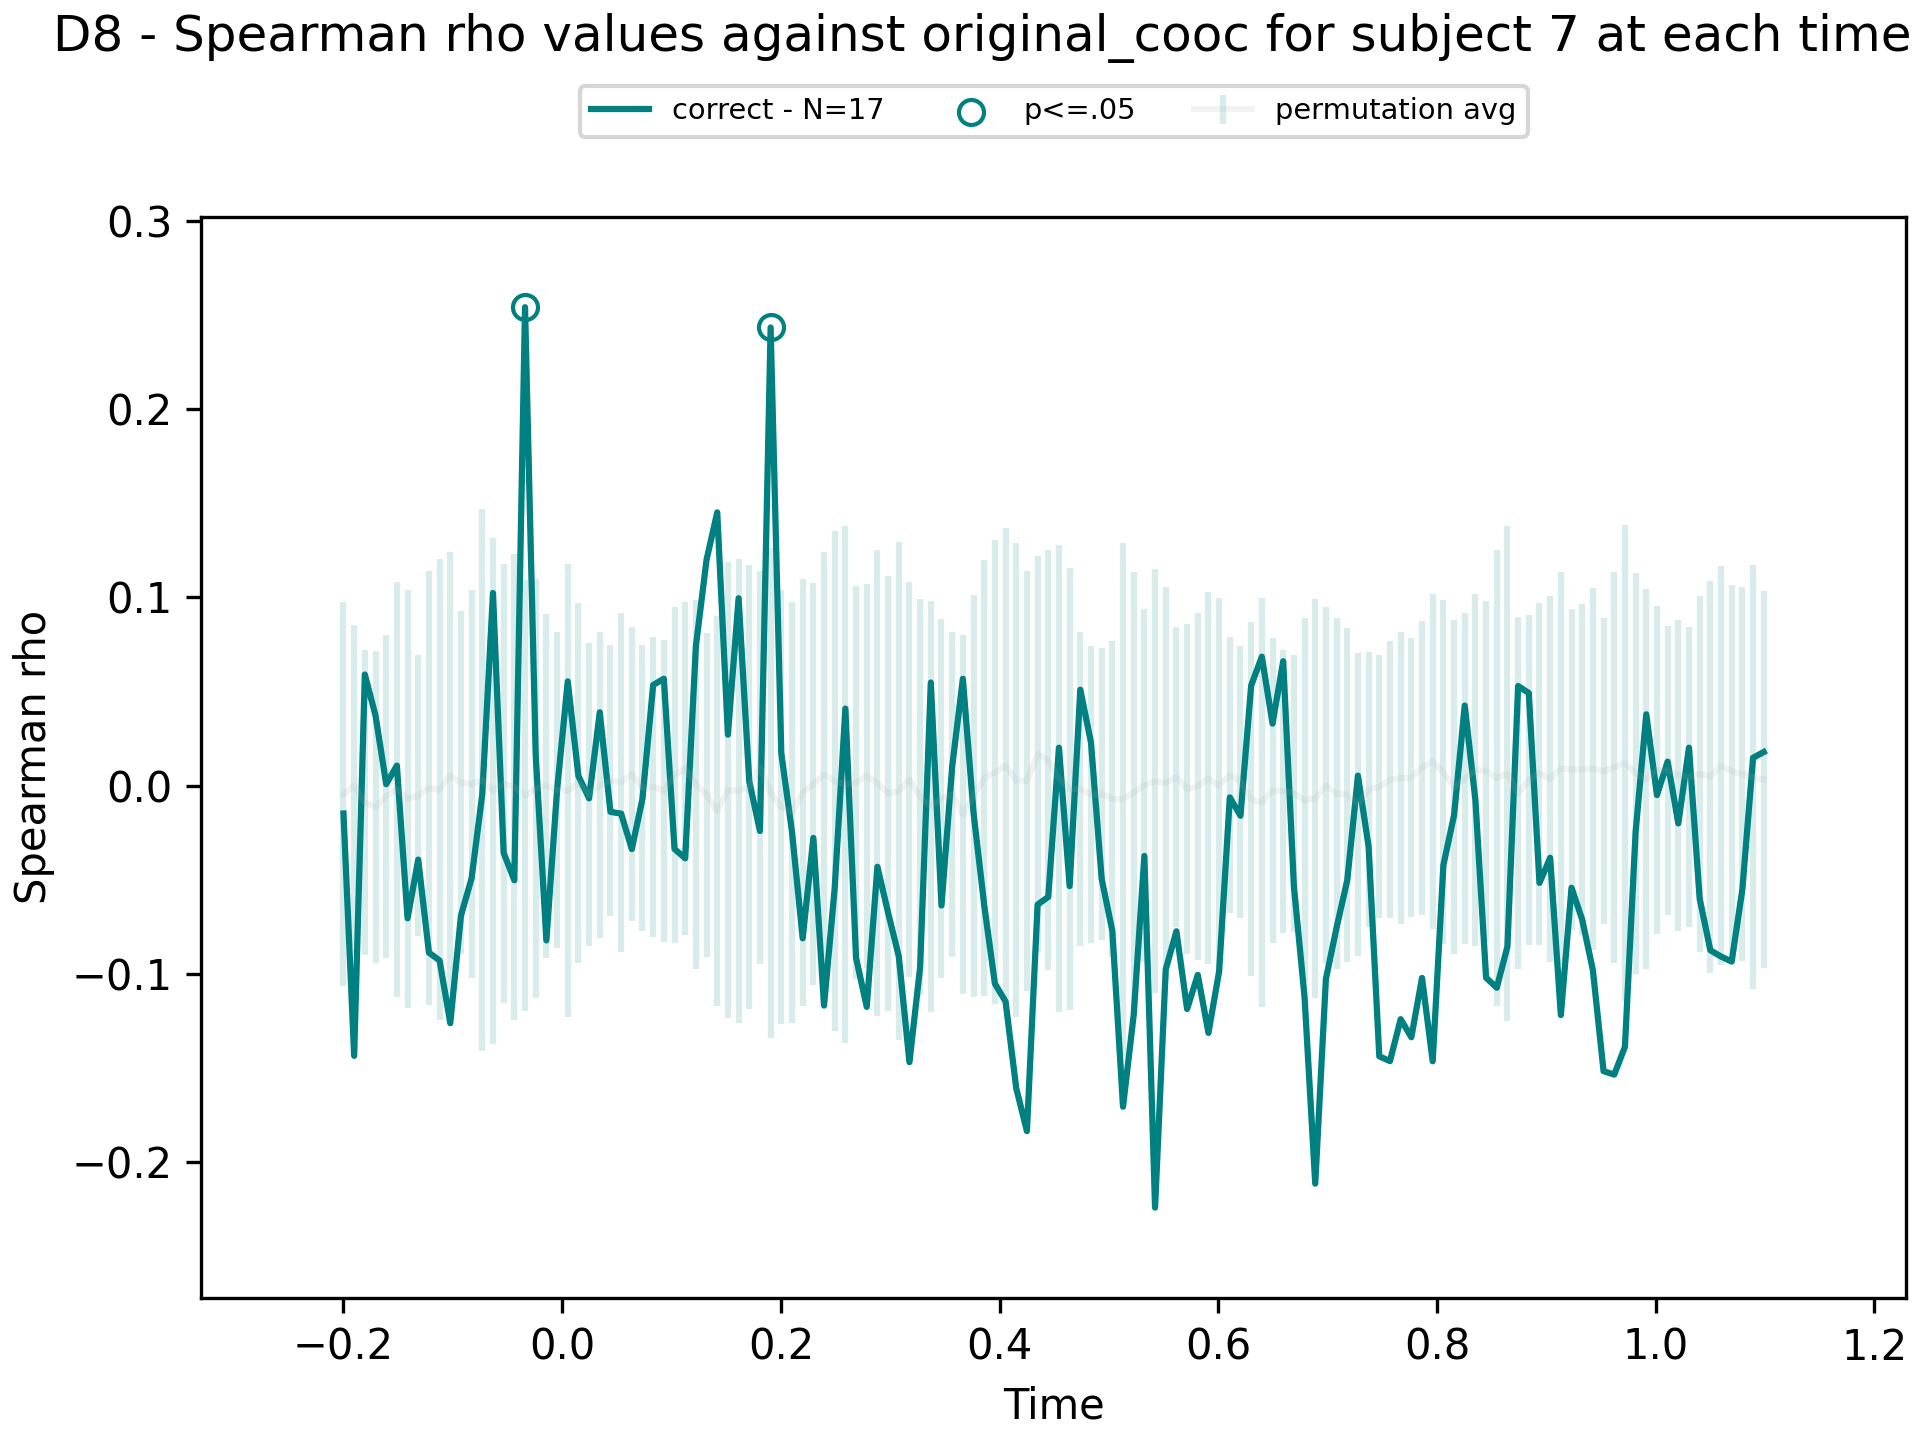 D8 - Spearman rho values against original_cooc for subject 7 at each time
correct - N=17 p<=.05 permutation avg
0.3
0.2
0.1
0.0
−0.1
−0.2
Spearman rho
−0.2 0.0 0.2 0.4 0.6 0.8 1.0 1.2
Time